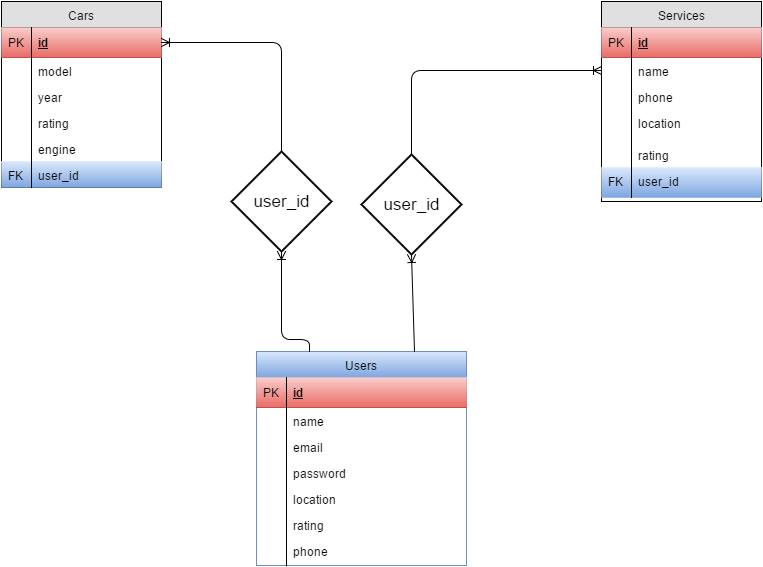 Cars
PK id
model
year
rating
engine
FK user_id
Services
PK id
name
phone
location
rating
FK user_id
user_id
user_id
Users
PK id
name
email
password
location
rating
phone